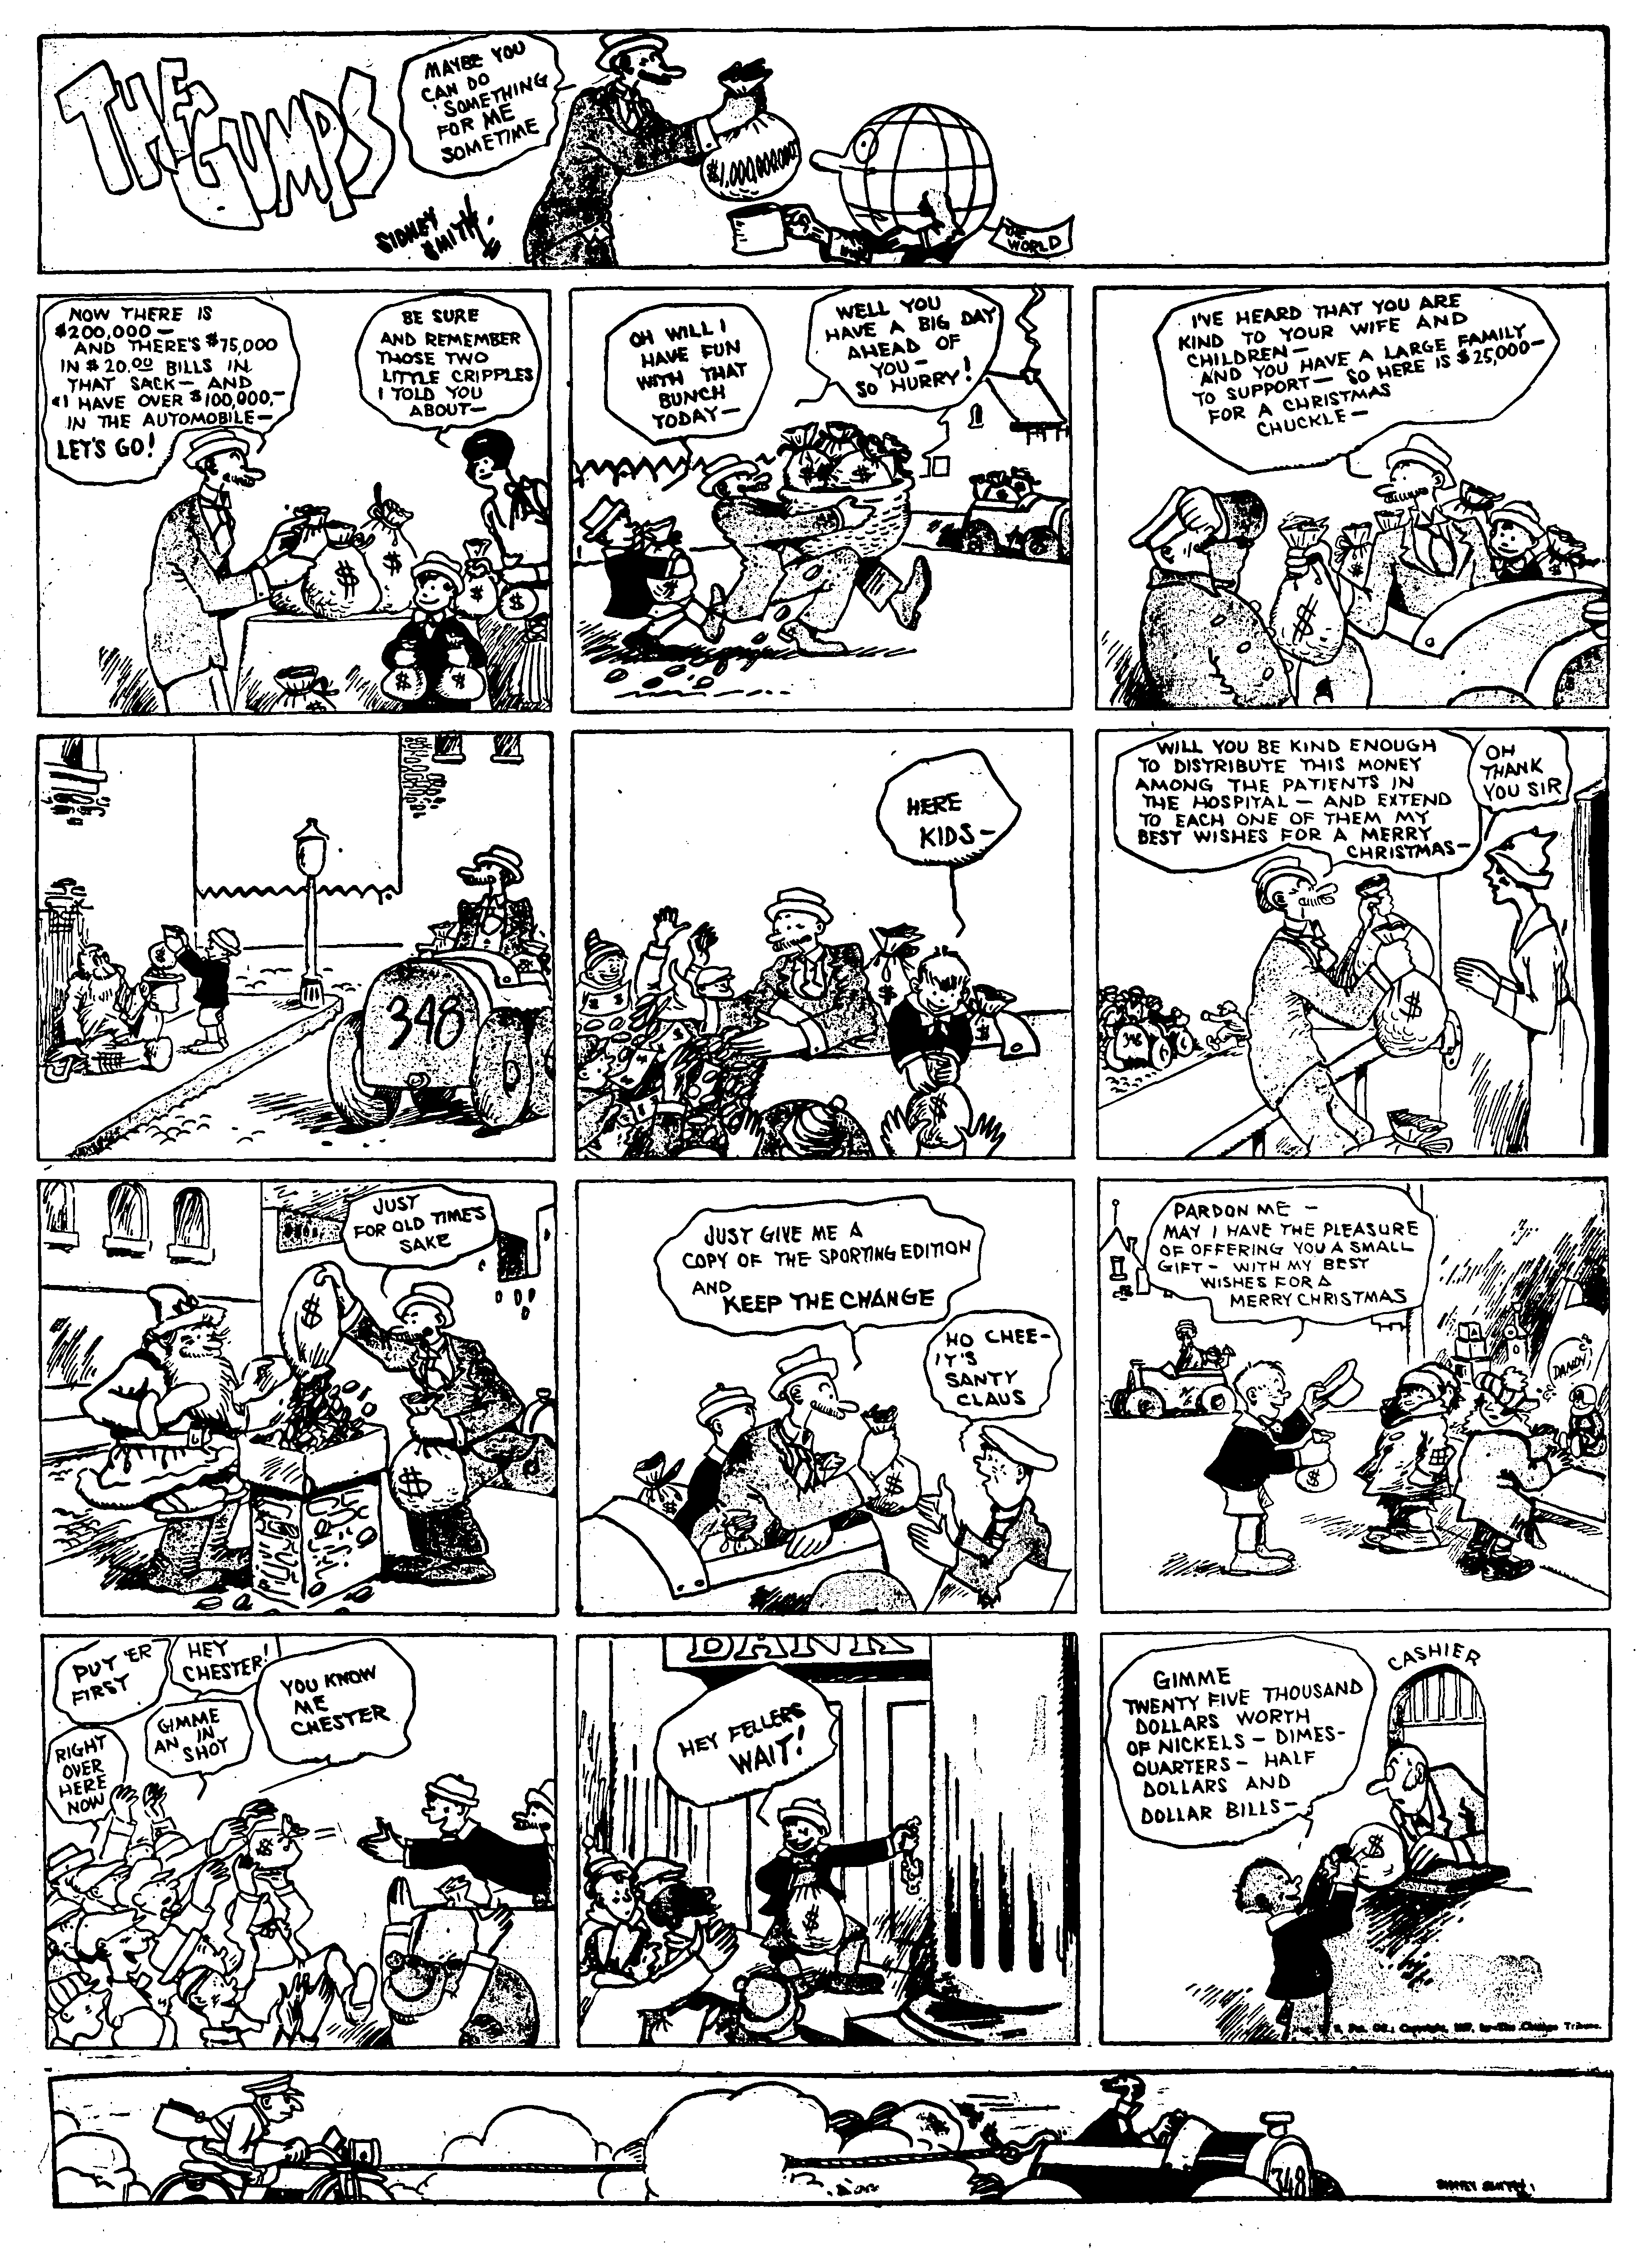 THE
GUMPS
MAYBE YOU
CAN DO
SOMETHING
FOR ME
SOMETIME
SIDNEY
SMITH
THE
WORLD
NOW THERE IS
$200,000—
AND THERE'S $75,000
IN $20.00 BILLS IN
THAT SACK— AND
I HAVE OVER $100,000,—
IN THE AUTOMOBILE—
LET'S GO!
BE SURE
AND REMEMBER
THOSE TWO
LITTLE CRIPPLES
I TOLD YOU
ABOUT—
$
$
$
$
$
$
OH WILL I
HAVE FUN
WITH THAT
BUNCH
TODAY—
WELL YOU
HAVE A BIG DAY
AHEAD OF
YOU—
SO HURRY!
$
$
I'VE HEARD THAT YOU ARE
KIND TO YOUR WIFE AND
CHILDREN—
AND YOU HAVE A LARGE FAMILY
TO SUPPORT— SO HERE IS $25,000—
FOR A CHRISTMAS
CHUCKLE—
$
$
348
HERE
KIDS—
$
$
$
WILL YOU BE KIND ENOUGH
TO DISTRIBUTE THIS MONEY
AMONG THE PATIENTS IN
THE HOSPITAL — AND EXTEND
TO EACH ONE OF THEM MY
BEST WISHES FOR A MERRY
CHRISTMAS—
OH
THANK
YOU SIR
348
$
JUST
FOR OLD TIMES
SAKE
$
$
JUST GIVE ME A
COPY OF THE SPORTING EDITION
AND
KEEP THE CHANGE
HO CHEE—
IT'S
SANTY
CLAUS
$
PARDON ME —
MAY I HAVE THE PLEASURE
OF OFFERING YOU A SMALL
GIFT — WITH MY BEST
WISHES FOR A
MERRY CHRISTMAS
$
PUT 'ER
FIRST
HEY
CHESTER!
YOU KNOW
ME
CHESTER
GIMME
AN IN
SHOT
RIGHT
OVER
HERE
NOW
$
BANK
HEY FELLERS
WAIT!
$
CASHIER
GIMME
TWENTY FIVE THOUSAND
DOLLARS WORTH
OF NICKELS — DIMES—
QUARTERS — HALF
DOLLARS AND
DOLLAR BILLS—
$
Copyright, 1927, by The Chicago Tribune.
348
SIDNEY SMITH